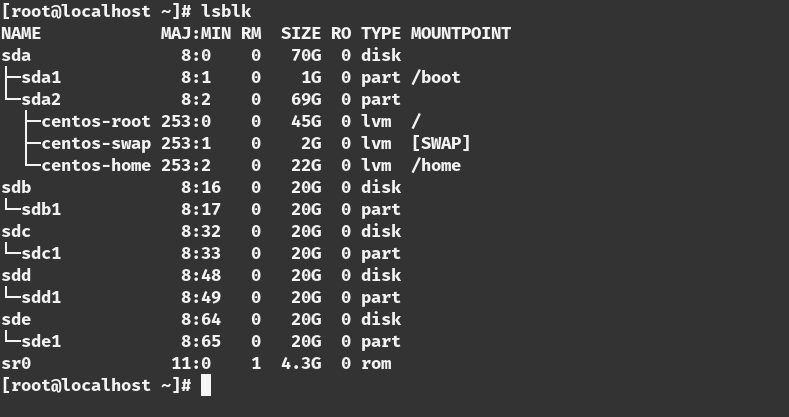 [root@localhost ~]# lsblk
NAME            MAJ:MIN RM  SIZE RO TYPE MOUNTPOINT
sda               8:0    0   70G  0 disk
├─sda1            8:1    0    1G  0 part /boot
└─sda2            8:2    0   69G  0 part
  ├─centos-root 253:0    0   45G  0 lvm  /
  ├─centos-swap 253:1    0    2G  0 lvm  [SWAP]
  └─centos-home 253:2    0   22G  0 lvm  /home
sdb               8:16   0   20G  0 disk
└─sdb1            8:17   0   20G  0 part
sdc               8:32   0   20G  0 disk
└─sdc1            8:33   0   20G  0 part
sdd               8:48   0   20G  0 disk
└─sdd1            8:49   0   20G  0 part
sde               8:64   0   20G  0 disk
└─sde1            8:65   0   20G  0 part
sr0              11:0    1  4.3G  0 rom
[root@localhost ~]#